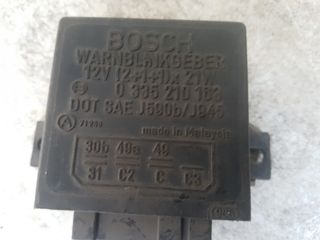 BOSCH
WARNBLINKGEBER
12V (2+1+1)x 21W
0 335 210 163
DOT SAE J590b/J945
made in Malaysia
30b 49a 49
31 C2 C C3